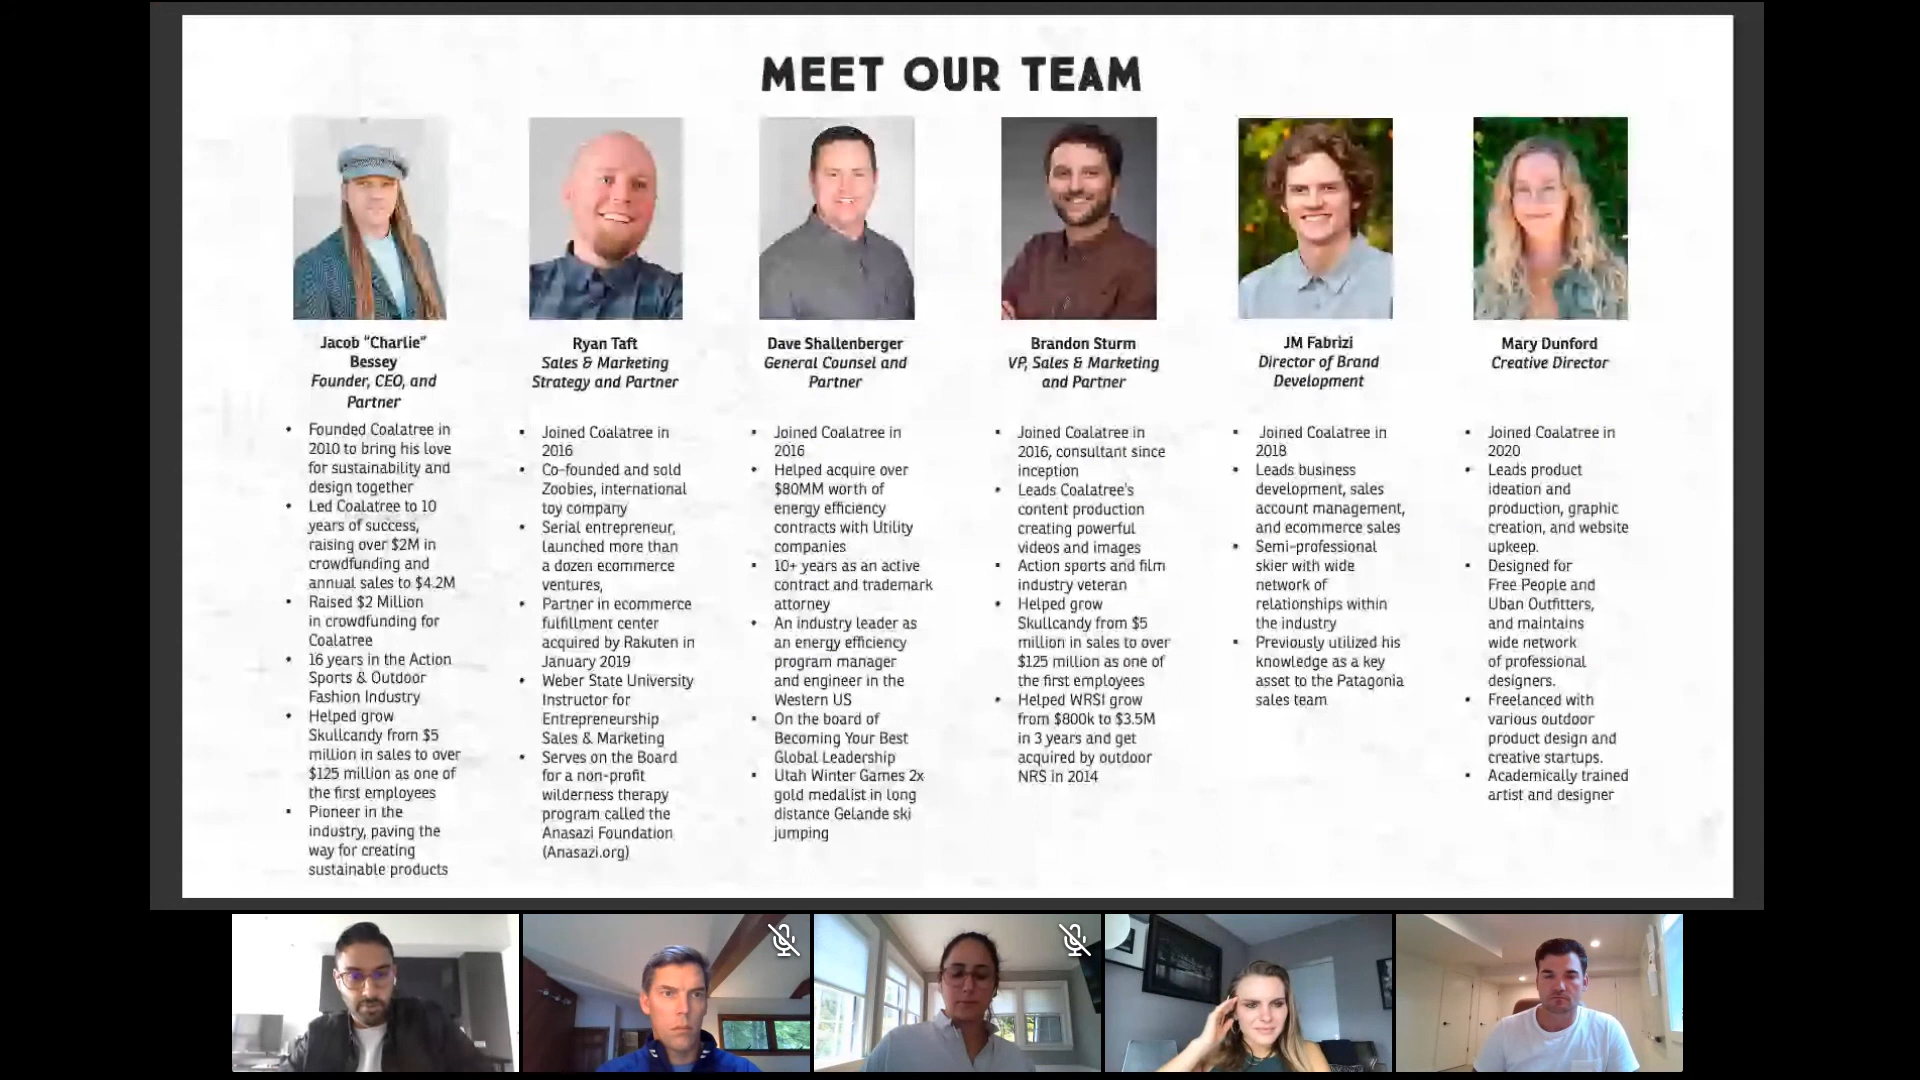 MEET OUR TEAM
Jacob “Charlie”
Bessey
Founder, CEO, and
Partner
• Founded Coalatree in
2010 to bring his love
for sustainability and
design together
• Led Coalatree to 10
years of success,
raising over $2M in
crowdfunding and
annual sales to $4.2M
• Raised $2 Million
in crowdfunding for
Coalatree
• 16 years in the Action
Sports & Outdoor
Fashion Industry
• Helped grow
Skullcandy from $5
million in sales to over
$125 million as one of
the first employees
• Pioneer in the
industry, paving the
way for creating
sustainable products
Ryan Taft
Sales & Marketing
Strategy and Partner
• Joined Coalatree in
2016
• Co-founded and sold
Zoobies, international
toy company
• Serial entrepreneur,
launched more than
a dozen ecommerce
ventures,
• Partner in ecommerce
fulfillment center
acquired by Rakuten in
January 2019
• Weber State University
Instructor for
Entrepreneurship
Sales & Marketing
• Serves on the Board
for a non-profit
wilderness therapy
program called the
Anasazi Foundation
(Anasazi.org)
Dave Shallenberger
General Counsel and
Partner
• Joined Coalatree in
2016
• Helped acquire over
$80MM worth of
energy efficiency
contracts with Utility
companies
• 10+ years as an active
contract and trademark
attorney
• An industry leader as
an energy efficiency
program manager
and engineer in the
Western US
• On the board of
Becoming Your Best
Global Leadership
• Utah Winter Games 2x
gold medalist in long
distance Gelande ski
jumping
Brandon Sturm
VP, Sales & Marketing
and Partner
• Joined Coalatree in
2016, consultant since
inception
• Leads Coalatree's
content production
creating powerful
videos and images
• Action sports and film
industry veteran
• Helped grow
Skullcandy from $5
million in sales to over
$125 million as one of
the first employees
• Helped WRSI grow
from $800k to $3.5M
in 3 years and get
acquired by outdoor
NRS in 2014
JM Fabrizi
Director of Brand
Development
• Joined Coalatree in
2018
• Leads business
development, sales
account management,
and ecommerce sales
• Semi-professional
skier with wide
network of
relationships within
the industry
• Previously utilized his
knowledge as a key
asset to the Patagonia
sales team
Mary Dunford
Creative Director
• Joined Coalatree in
2020
• Leads product
ideation and
production, graphic
creation, and website
upkeep.
• Designed for
Free People and
Uban Outfitters,
and maintains
wide network
of professional
designers.
• Freelanced with
various outdoor
product design and
creative startups.
• Academically trained
artist and designer